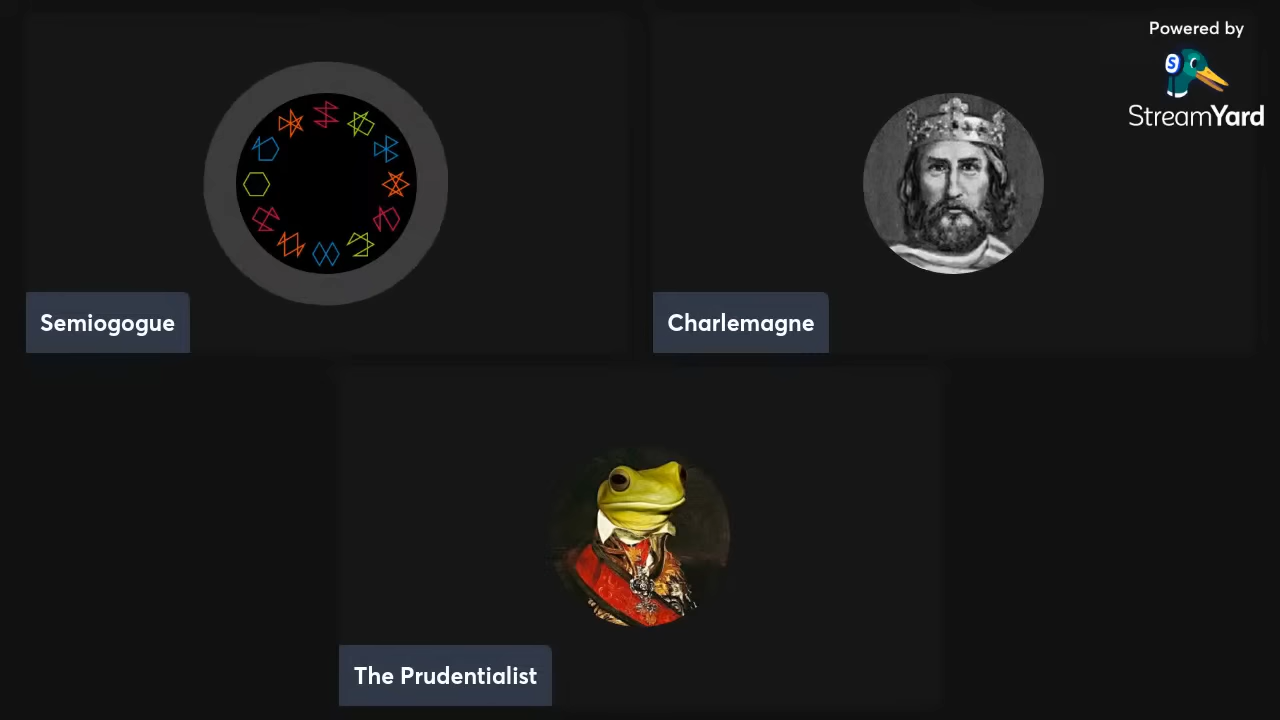 Powered by
StreamYard
Semiogogue
Charlemagne
The Prudentialist